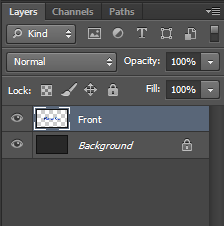 Layers Channels Paths
Kind
Normal Opacity: 100%
Lock: Fill: 100%
Front
Background